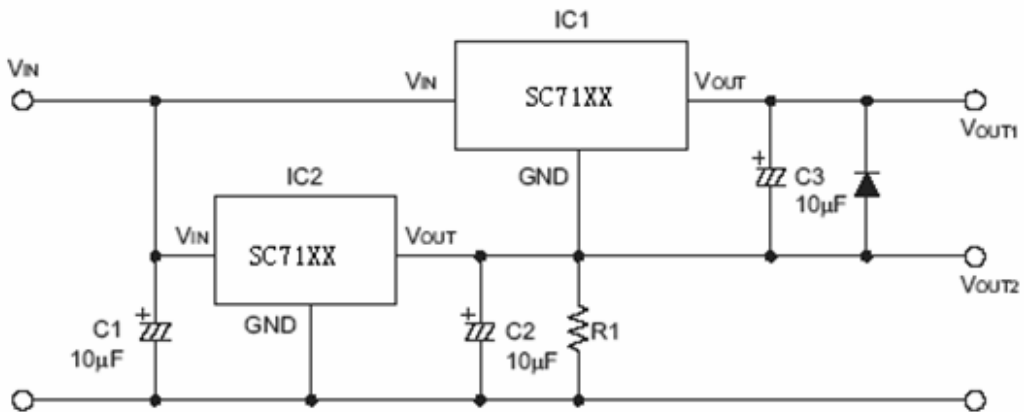 IC1
VIN
VIN
SC71XX
VOUT
VOUT1
GND
C3
10μF
IC2
VIN
SC71XX
VOUT
VOUT2
GND
C1
10μF
C2
10μF
R1